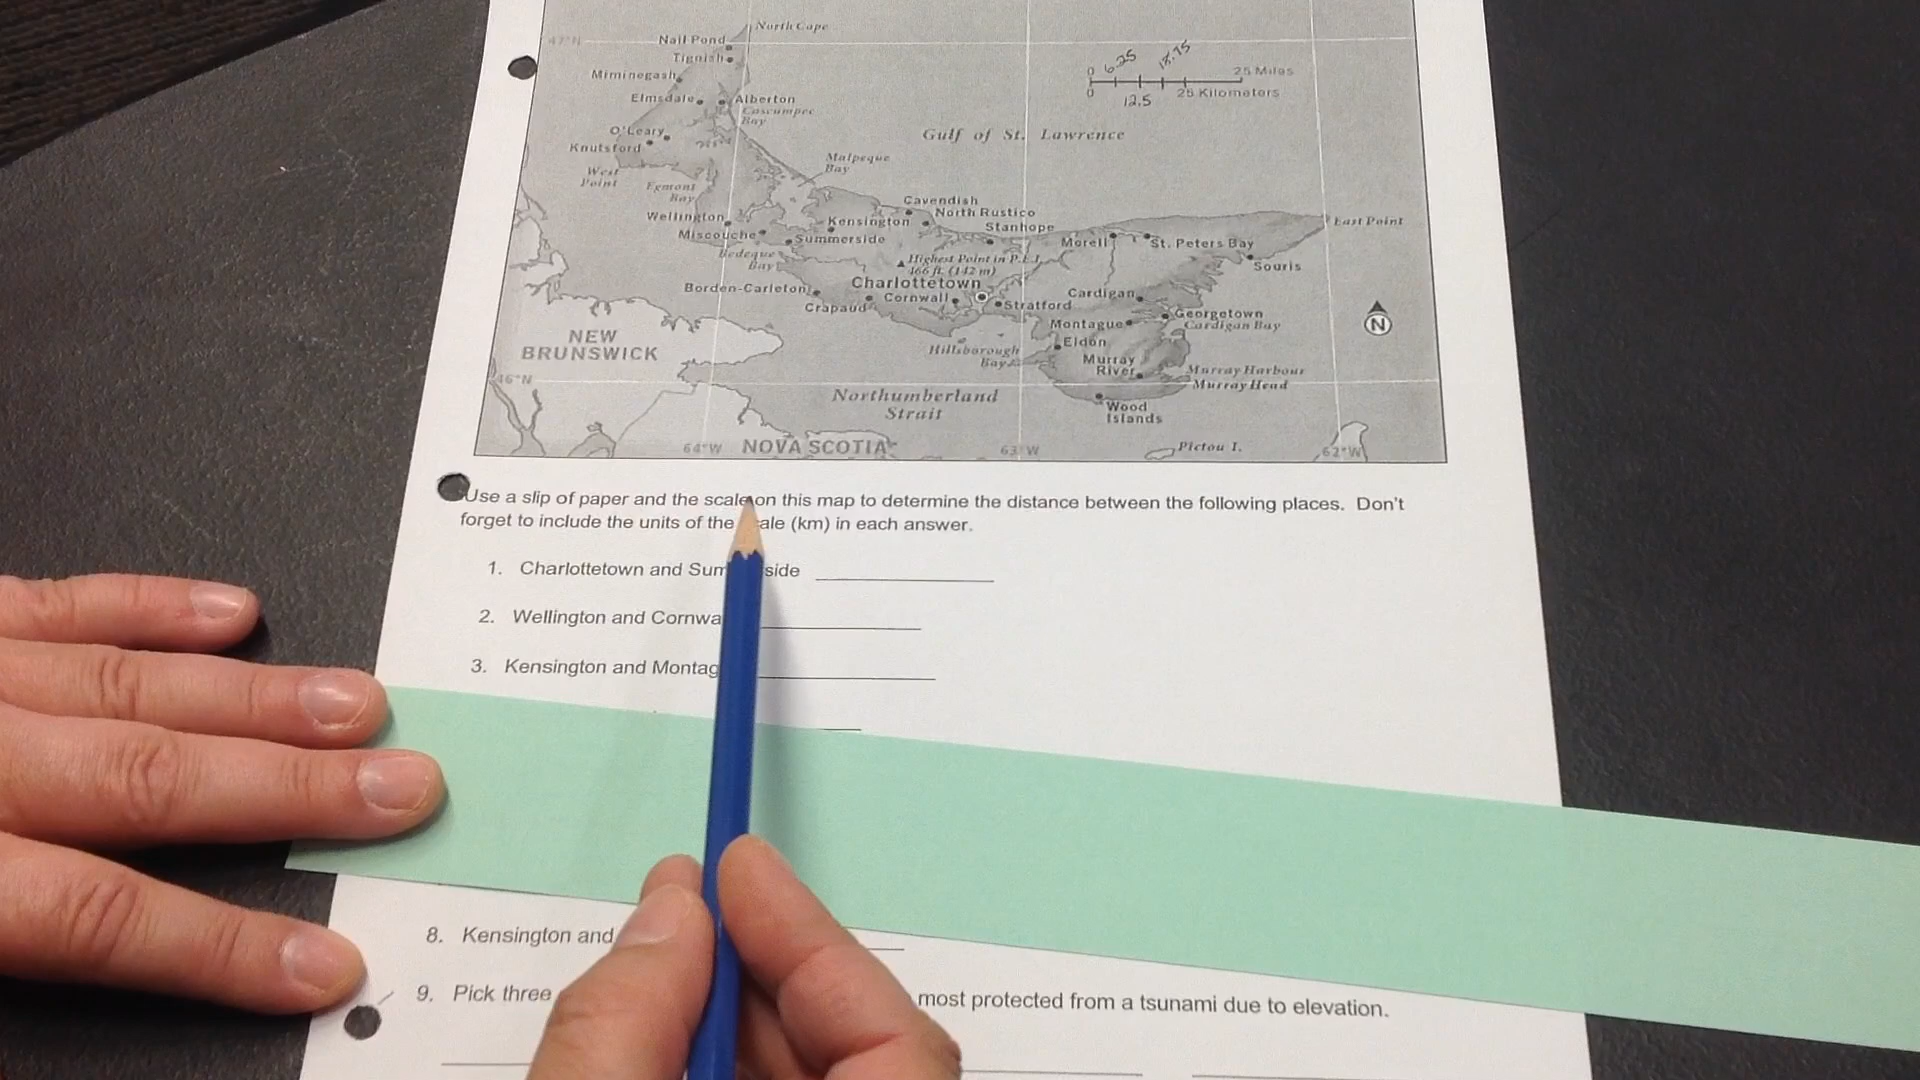 North Cape
47°N
Nail Pond
Tignish
Miminegash
Elmsdale
Alberton
Cascumpec
Bay
O'Leary
Knutsford
West
Point
Egmont
Bay
Malpeque
Bay
6.25
18.75
0
25 Miles
0
25 Kilometers
12.5
Gulf of St. Lawrence
Cavendish
North Rustico
Stanhope
Wellington
Kensington
Miscouche
Summerside
Bedeque
Bay
Morell
St. Peters Bay
East Point
Souris
Highest Point in P.E.I.
466 ft. (142 m)
Charlottetown
Borden-Carleton
Cornwall
Crapaud
Stratford
Cardigan
Georgetown
Cardigan Bay
Montague
Eldon
Hillsborough
Bay
Murray
River
Murray Harbour
Murray Head
N
NEW
BRUNSWICK
46°N
Northumberland
Strait
Wood
Islands
64°W
NOVA SCOTIA
63°W
Pictou I.
62°W
Use a slip of paper and the scale on this map to determine the distance between the following places. Don't
forget to include the units of the ale (km) in each answer.
1. Charlottetown and Sum side
2. Wellington and Cornwa
3. Kensington and Montag
8. Kensington and
9. Pick three most protected from a tsunami due to elevation.